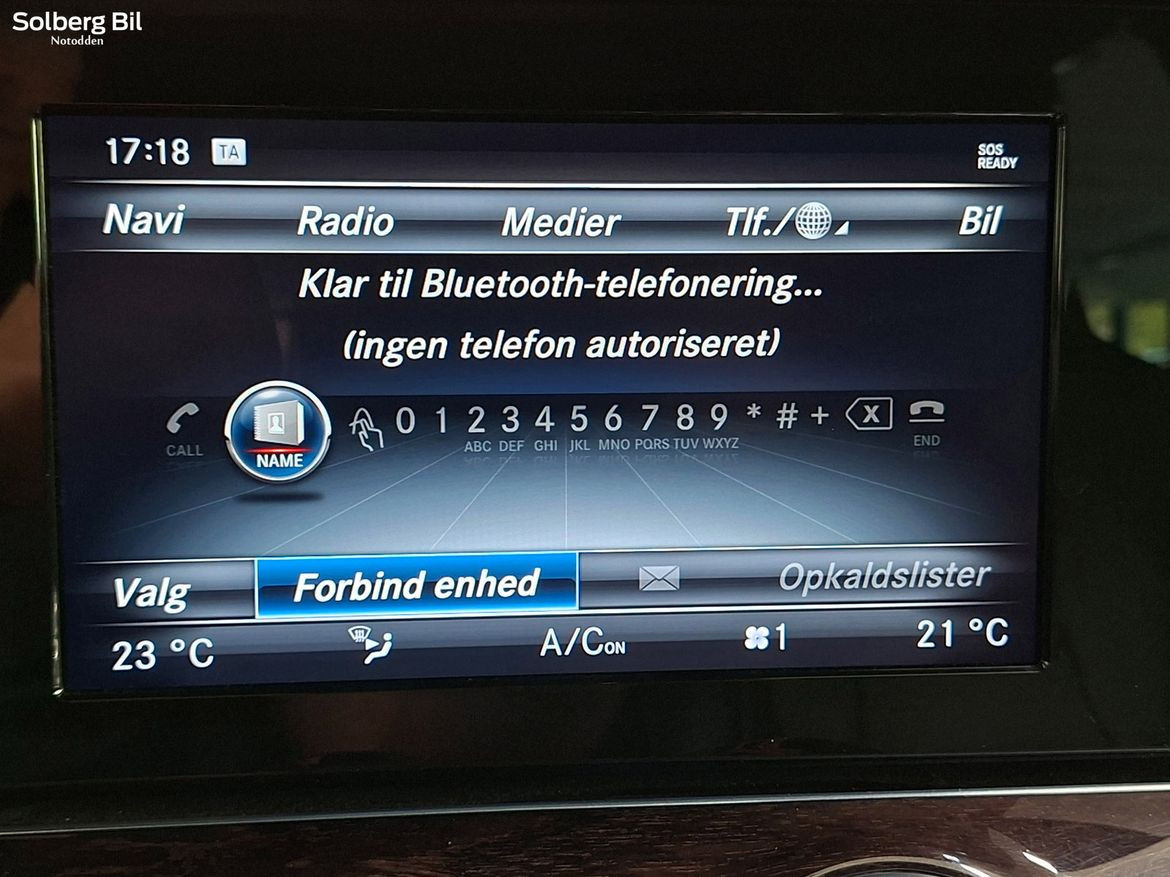 Solberg Bil
Notodden
17:18 TA
SOS
READY
Navi Radio Medier Tlf./ Bil
Klar til Bluetooth-telefonering...
(ingen telefon autoriseret)
0 1 2 3 4 5 6 7 8 9 * # + X
CALL NAME ABC DEF GHI JKL MNO PQRS TUV WXYZ END
Valg Forbind enhed Opkaldslister
23 °C A/C ON 1 21 °C